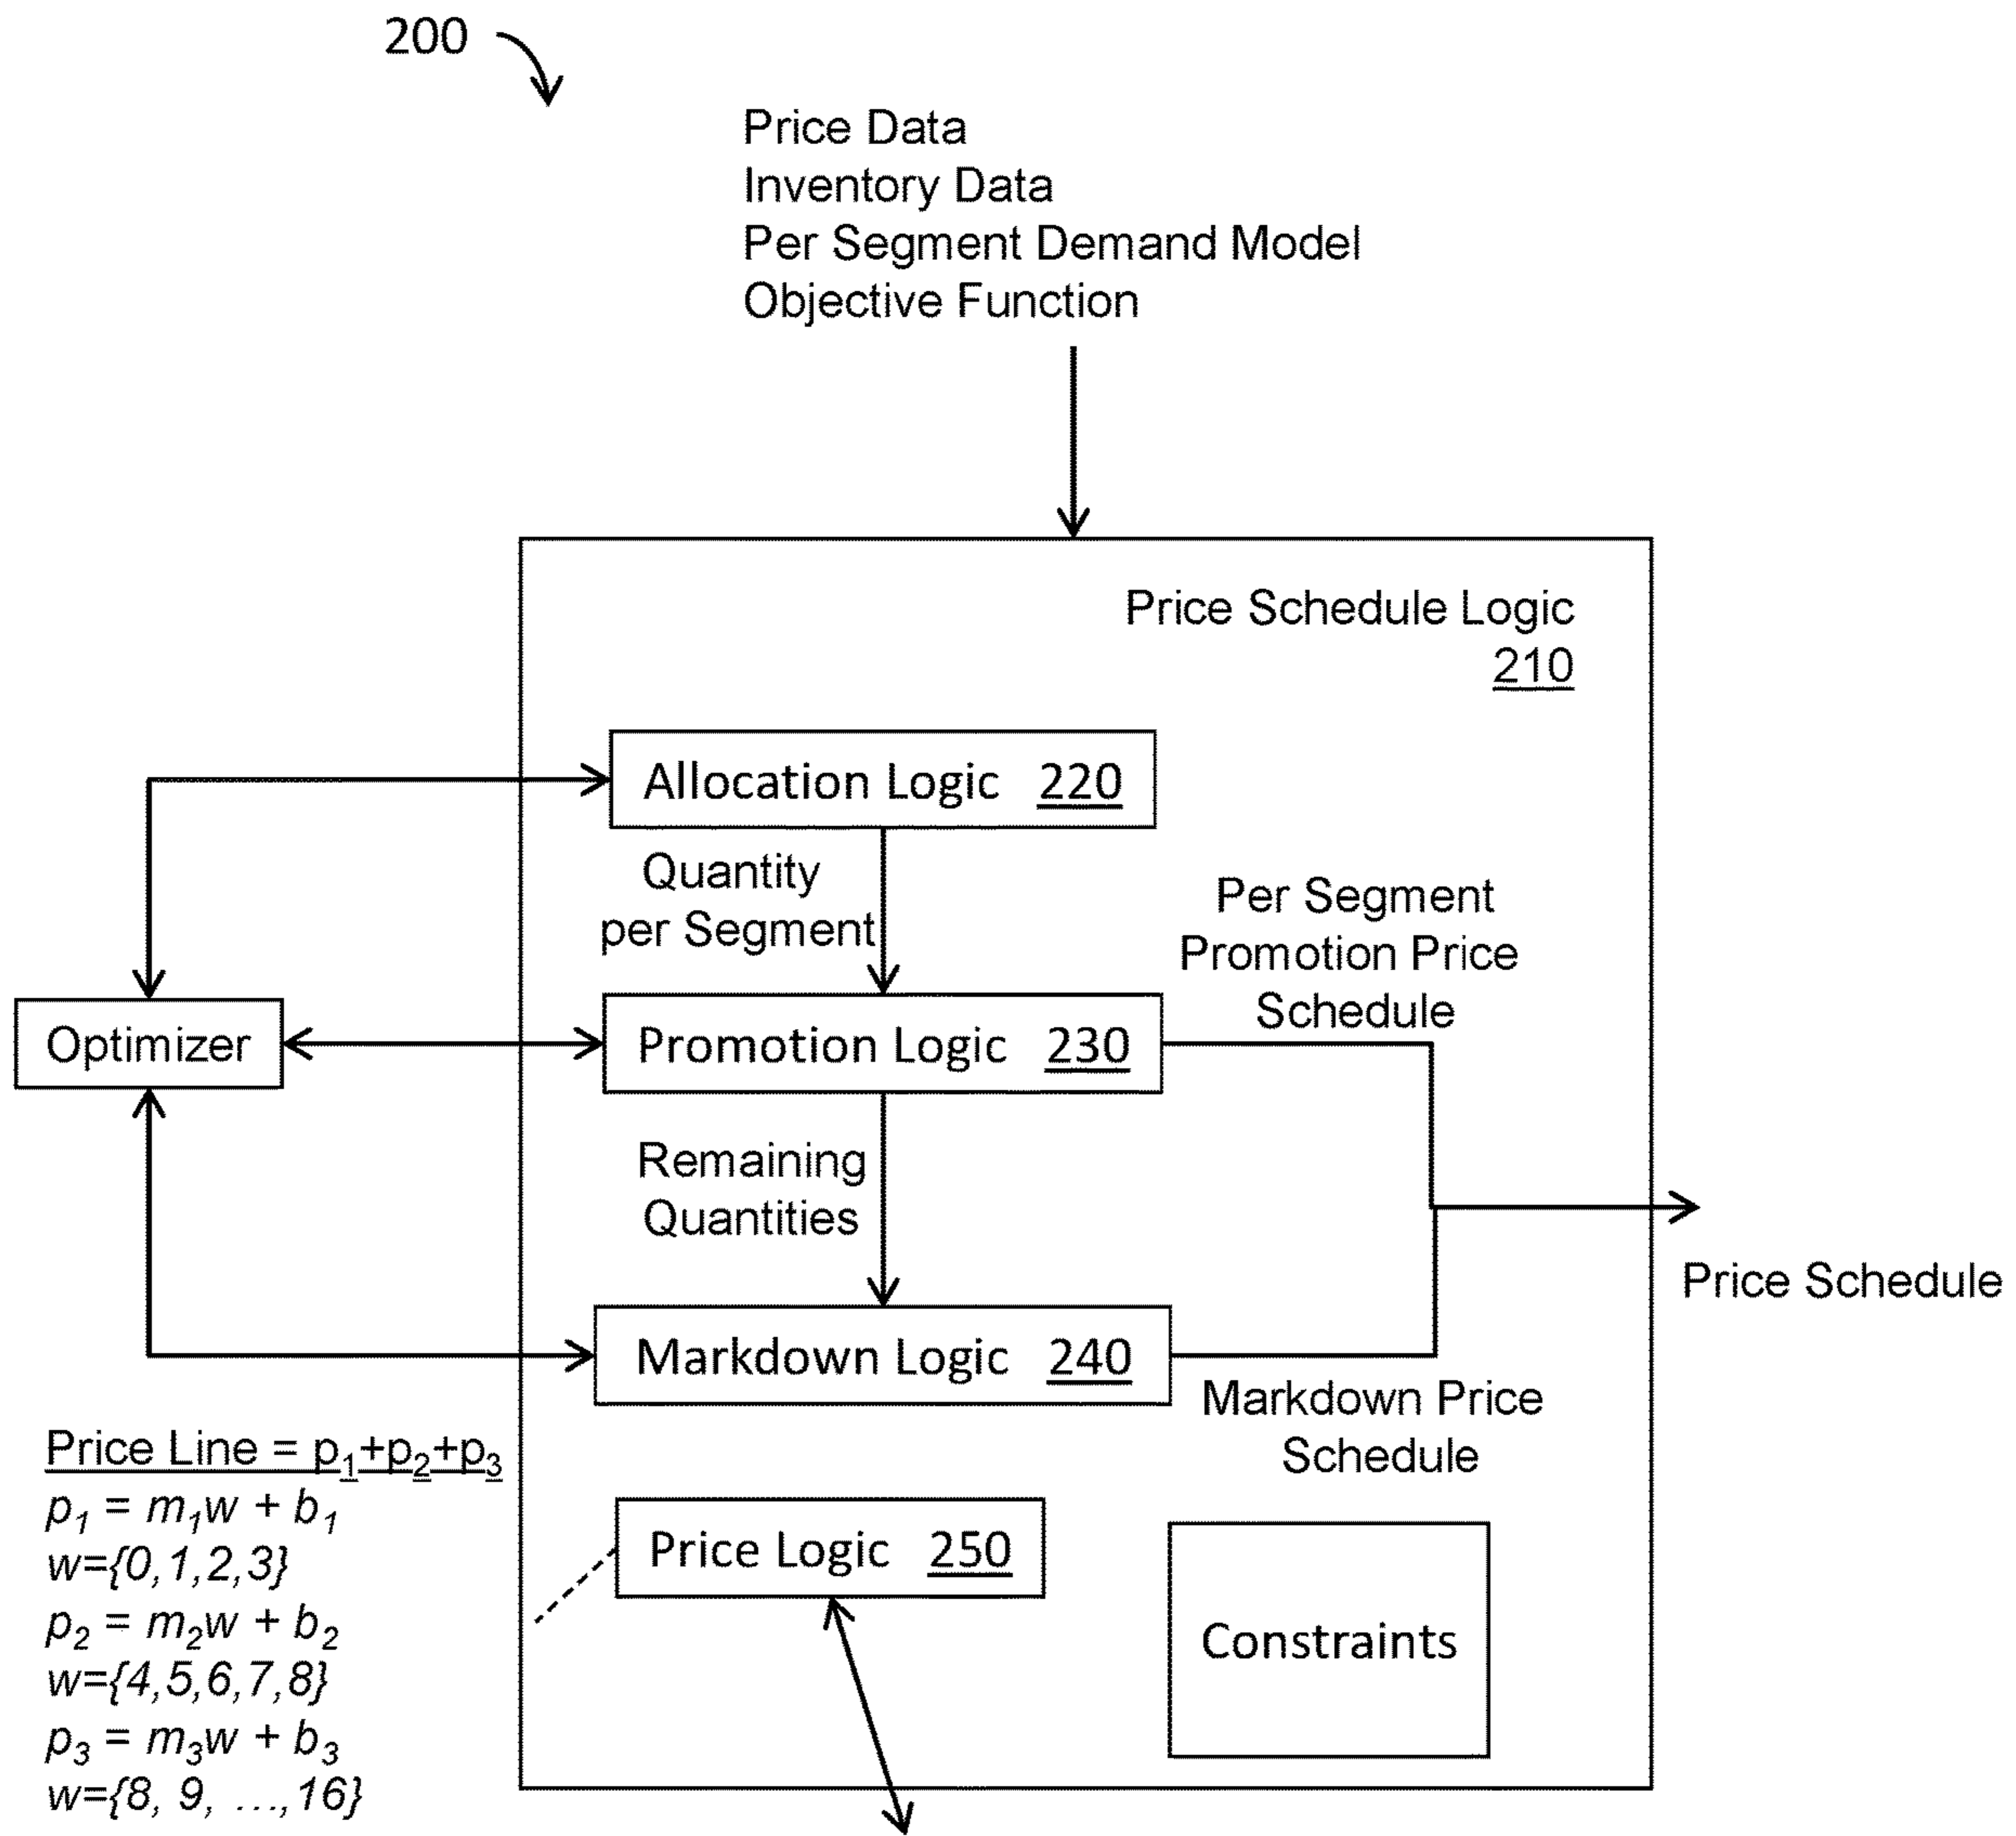 200
Price Data
Inventory Data
Per Segment Demand Model
Objective Function
Price Schedule Logic
210
Allocation Logic 220
Quantity
per Segment
Per Segment
Promotion Price
Schedule
Optimizer
Promotion Logic 230
Remaining
Quantities
Price Schedule
Markdown Logic 240
Markdown Price
Schedule
Price Line = p₁+p₂+p₃
p₁ = m₁w + b₁
w={0,1,2,3}
p₂ = m₂w + b₂
w={4,5,6,7,8}
p₃ = m₃w + b₃
w={8, 9, ...,16}
Price Logic 250
Constraints